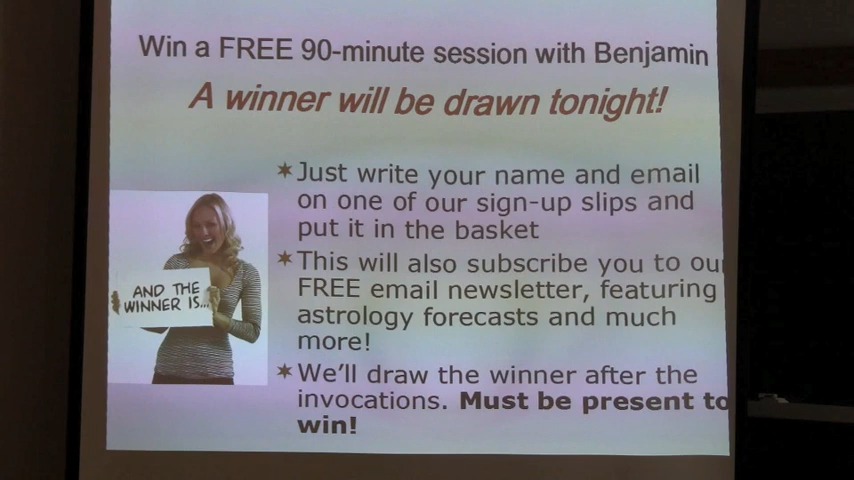 Win a FREE 90-minute session with Benjamin
A winner will be drawn tonight!
✶Just write your name and email
on one of our sign-up slips and
put it in the basket
✶This will also subscribe you to our
FREE email newsletter, featuring
astrology forecasts and much
more!
✶We'll draw the winner after the
invocations. Must be present to
win!
AND THE
WINNER IS...